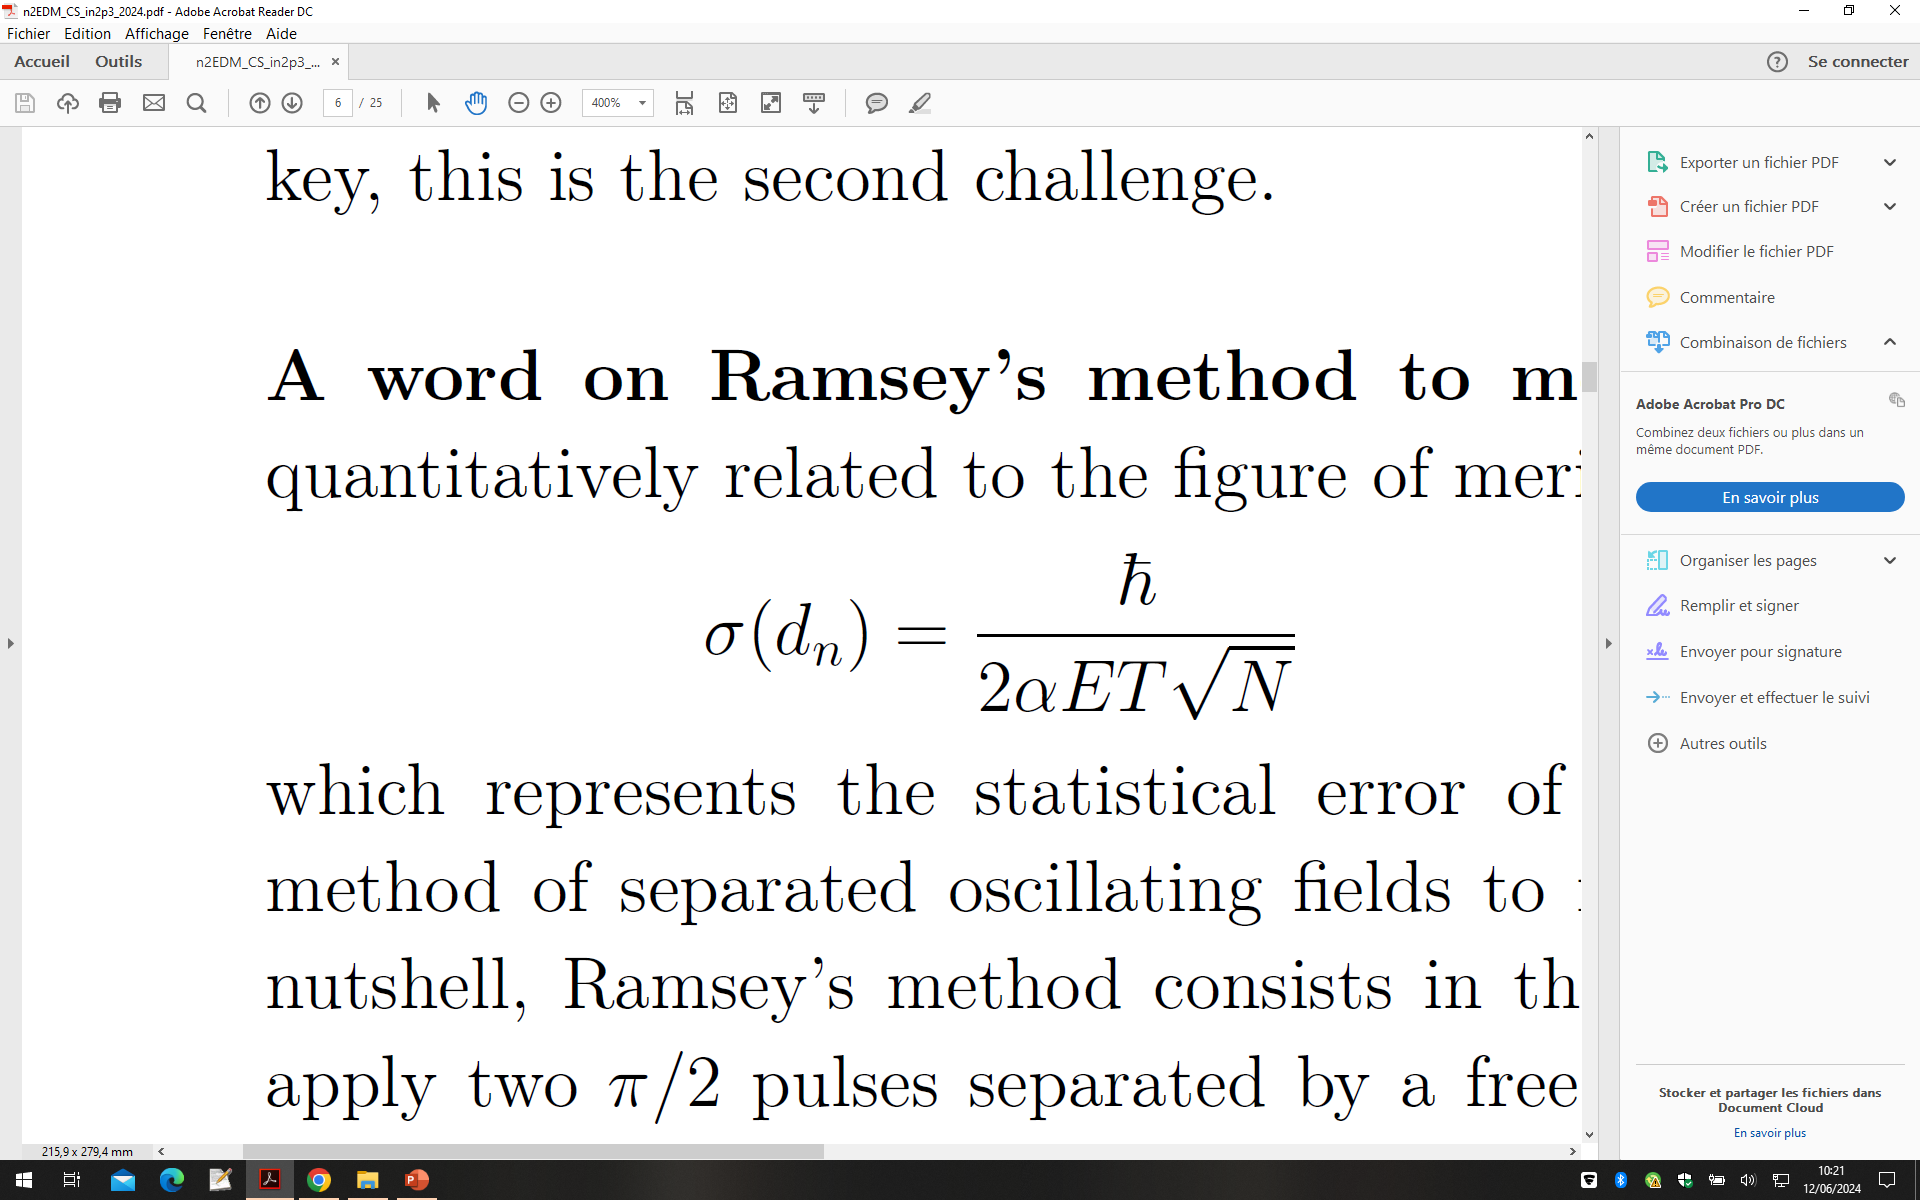 n2EDM_CS_in2p3_2024.pdf - Adobe Acrobat Reader DC
Fichier Edition Affichage Fenêtre Aide
Accueil Outils n2EDM_CS_in2p3_... × Se connecter
6 / 25 400%
key, this is the second challenge.
A word on Ramsey's method to m
quantitatively related to the figure of meri
σ(dₙ) = ħ / 2αET√N
which represents the statistical error of
method of separated oscillating fields to
nutshell, Ramsey's method consists in th
apply two π/2 pulses separated by a free
215,9 x 279,4 mm
Exporter un fichier PDF
Créer un fichier PDF
Modifier le fichier PDF
Commentaire
Combinaison de fichiers
Adobe Acrobat Pro DC
Combinez deux fichiers ou plus dans un
même document PDF.
En savoir plus
Organiser les pages
Remplir et signer
Envoyer pour signature
Envoyer et effectuer le suivi
Autres outils
Stocker et partager les fichiers dans
Document Cloud
En savoir plus
10:21
12/06/2024